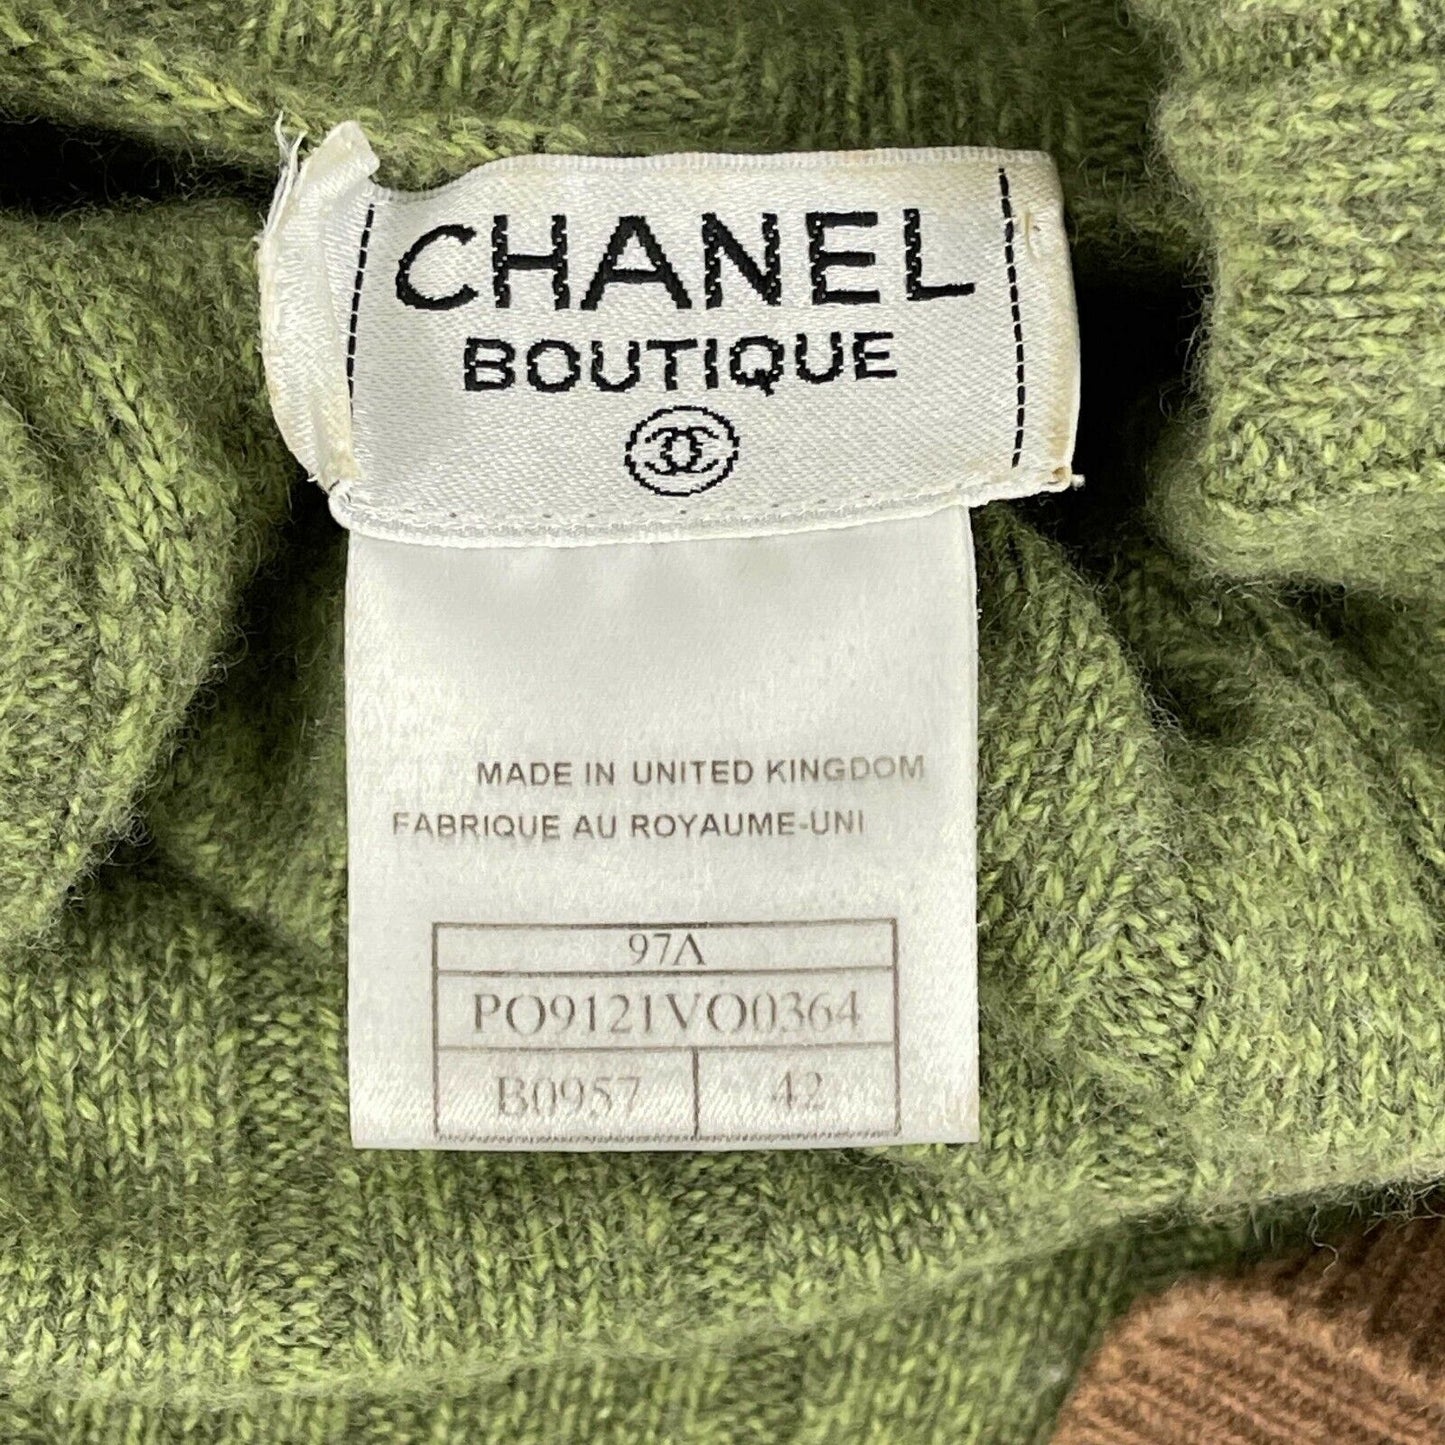 CHANEL
BOUTIQUE
MADE IN UNITED KINGDOM
FABRIQUE AU ROYAUME-UNI
97A
PO9121VO0364
B0957 42